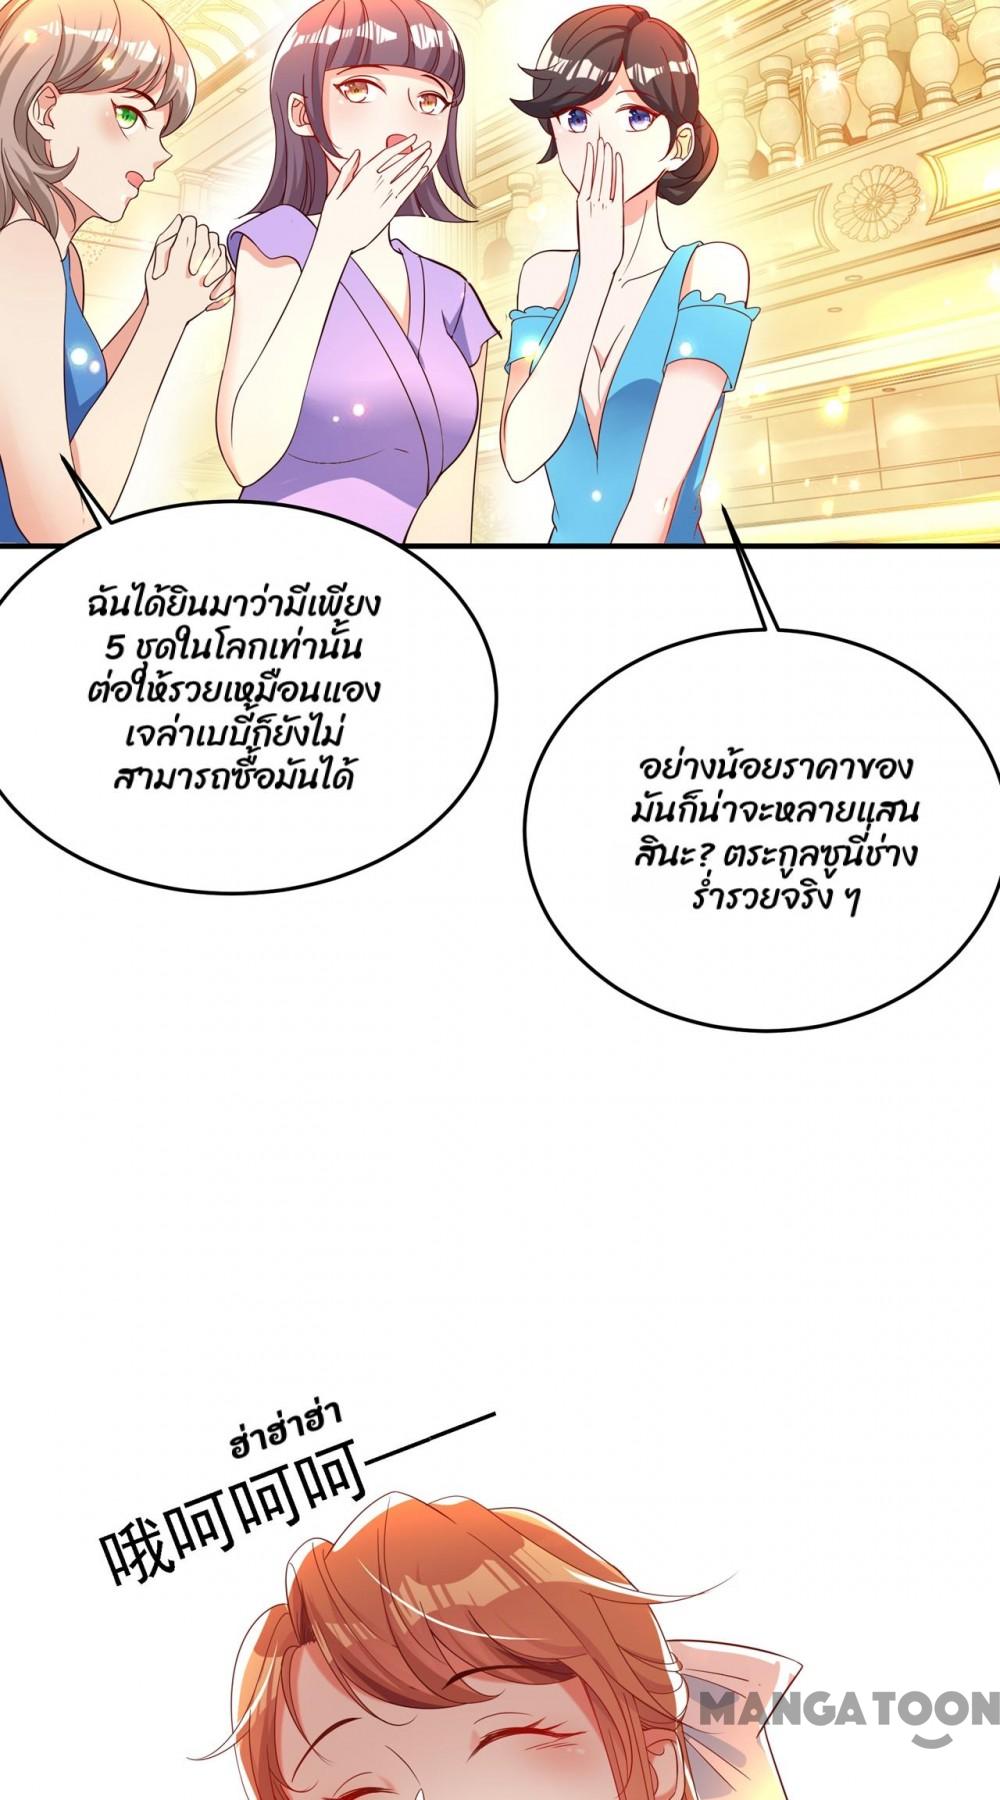 ฉันได้ยินมาว่ามีเพียง
5 ชุดในโลกเท่านั้น
ต่อให้รวยเหมือนแอง
เจล่าเบบี้ก็ยังไม่
สามารถซื้อมันได้
อย่างน้อยราคาของ
มันก็น่าจะหลายแสน
สินะ? ตระกูลซูนี่ช่าง
ร่ำรวยจริง ๆ
ฮ่าฮ่าฮ่า
哦呵呵呵——
MANGATOON